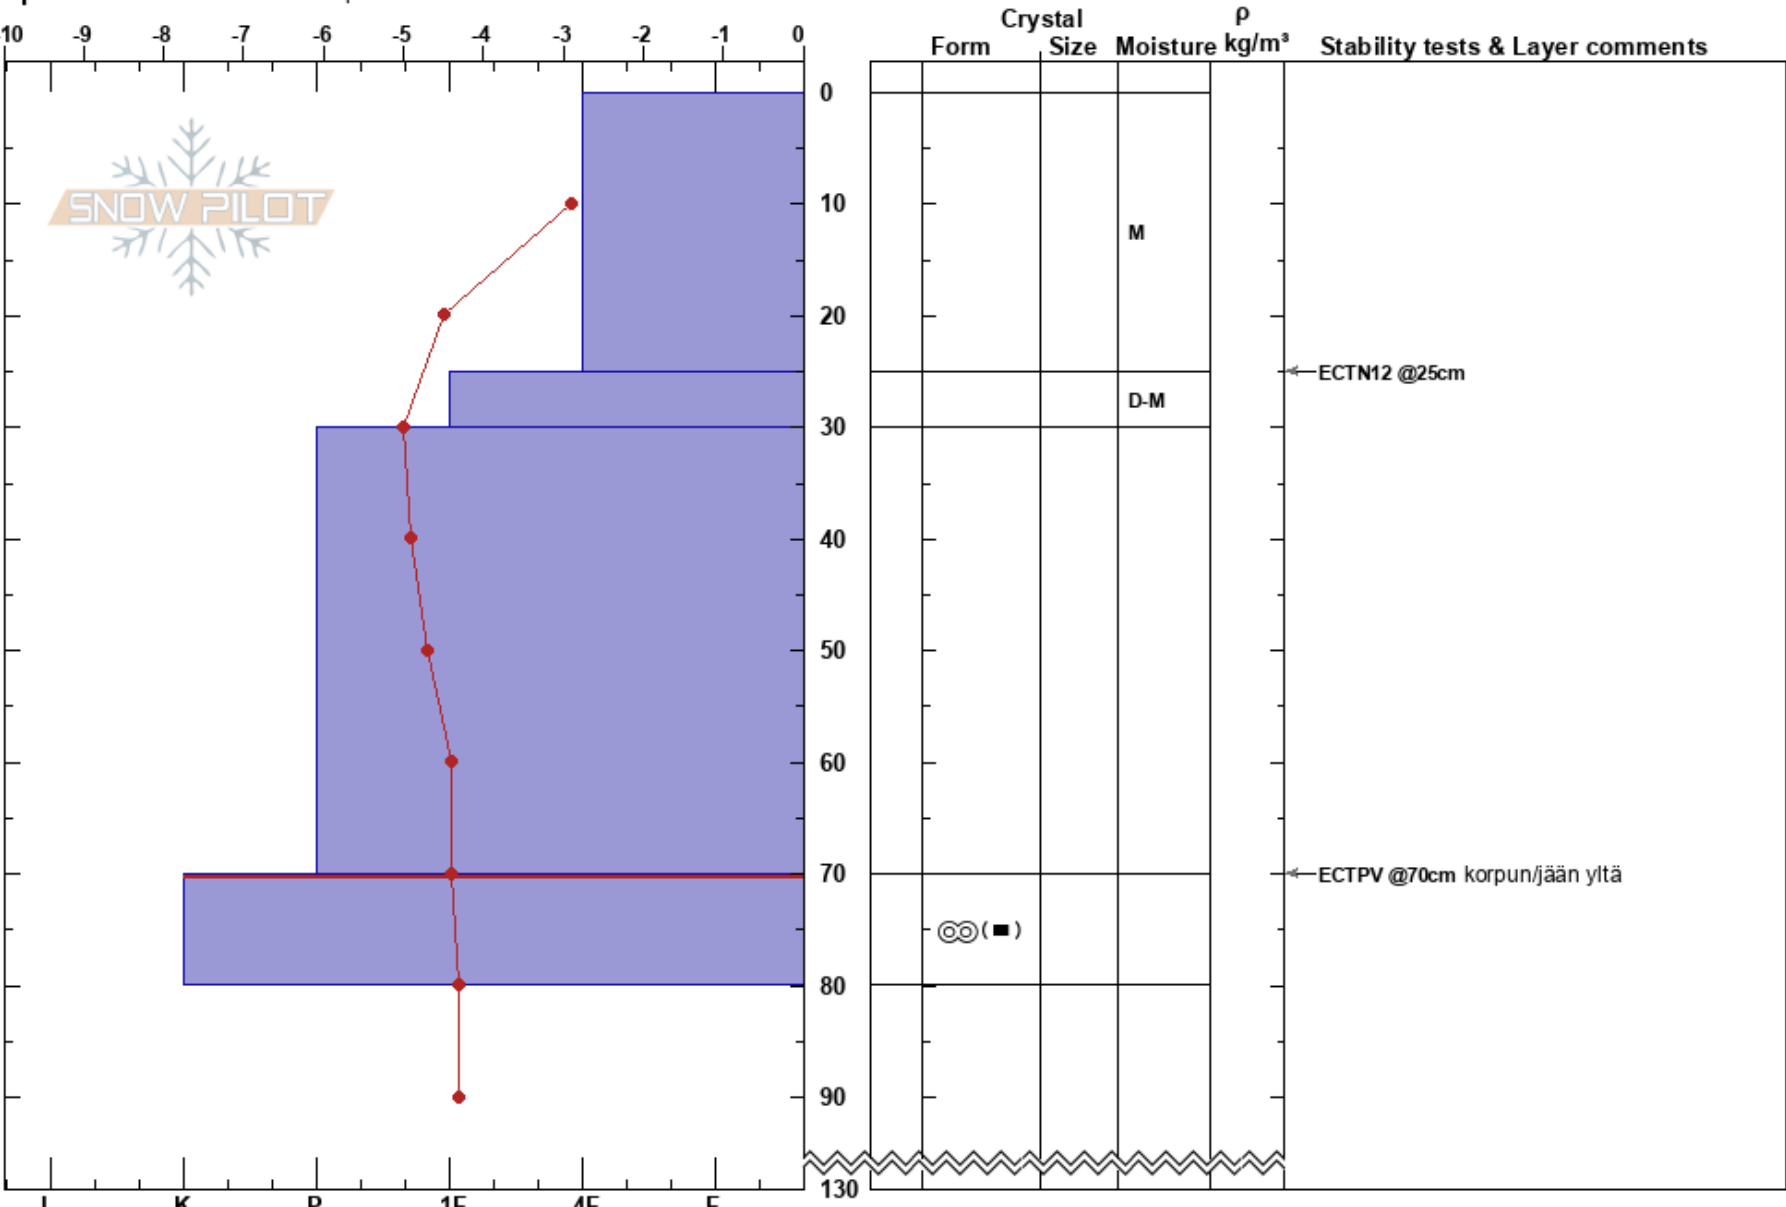 Crystal ρ
-10 -9 -8 -7 -6 -5 -4 -3 -2 -1 0
Form Size Moisture kg/m³ Stability tests & Layer comments
0
SNOW PILOT
10
M
20
ECTN12 @25cm
D-M
30
40
50
60
70
ECTPV @70cm korpun/jään yltä
( )
80
90
130
I K P 1F 4F F